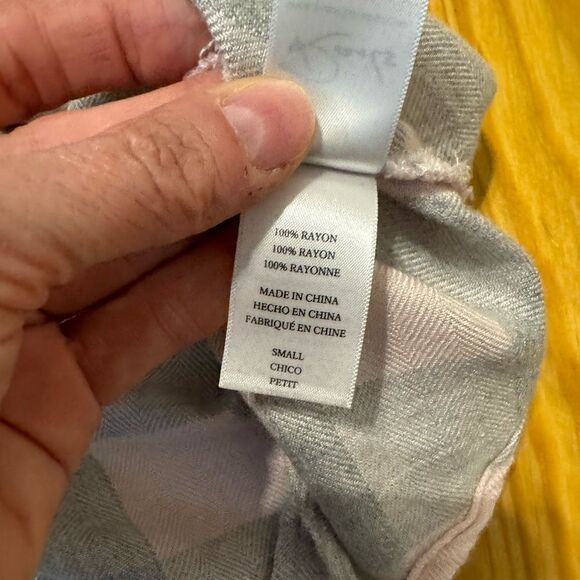 100% RAYON
100% RAYON
100% RAYONNE
MADE IN CHINA
HECHO EN CHINA
FABRIQUÉ EN CHINE
SMALL
CHICO
PETIT